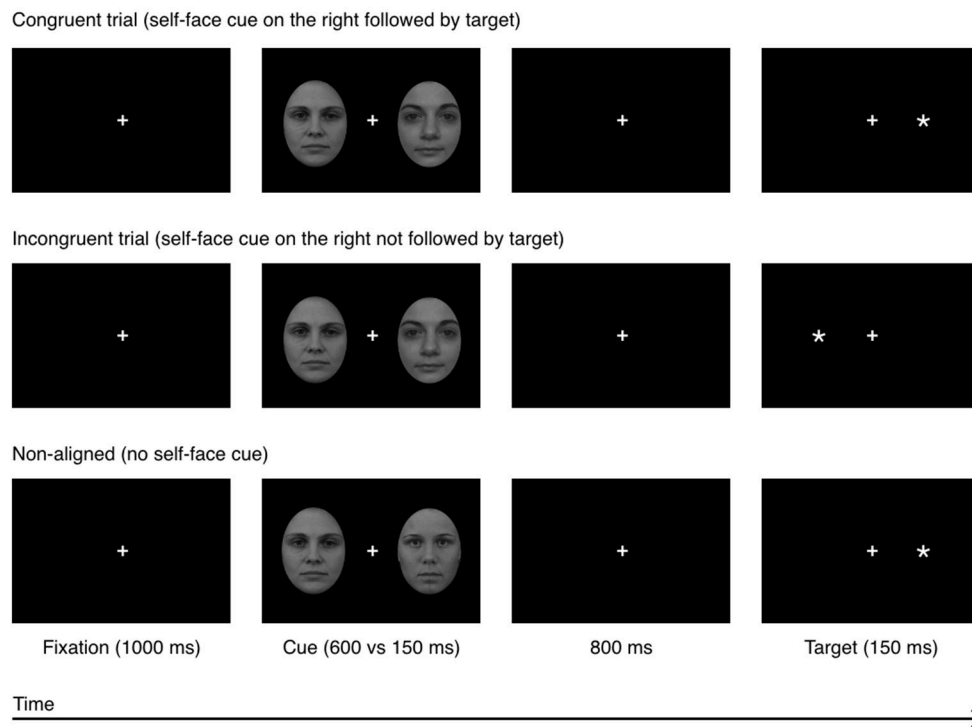 Congruent trial (self-face cue on the right followed by target)
Incongruent trial (self-face cue on the right not followed by target)
Non-aligned (no self-face cue)
Fixation (1000 ms) Cue (600 vs 150 ms) 800 ms Target (150 ms)
Time